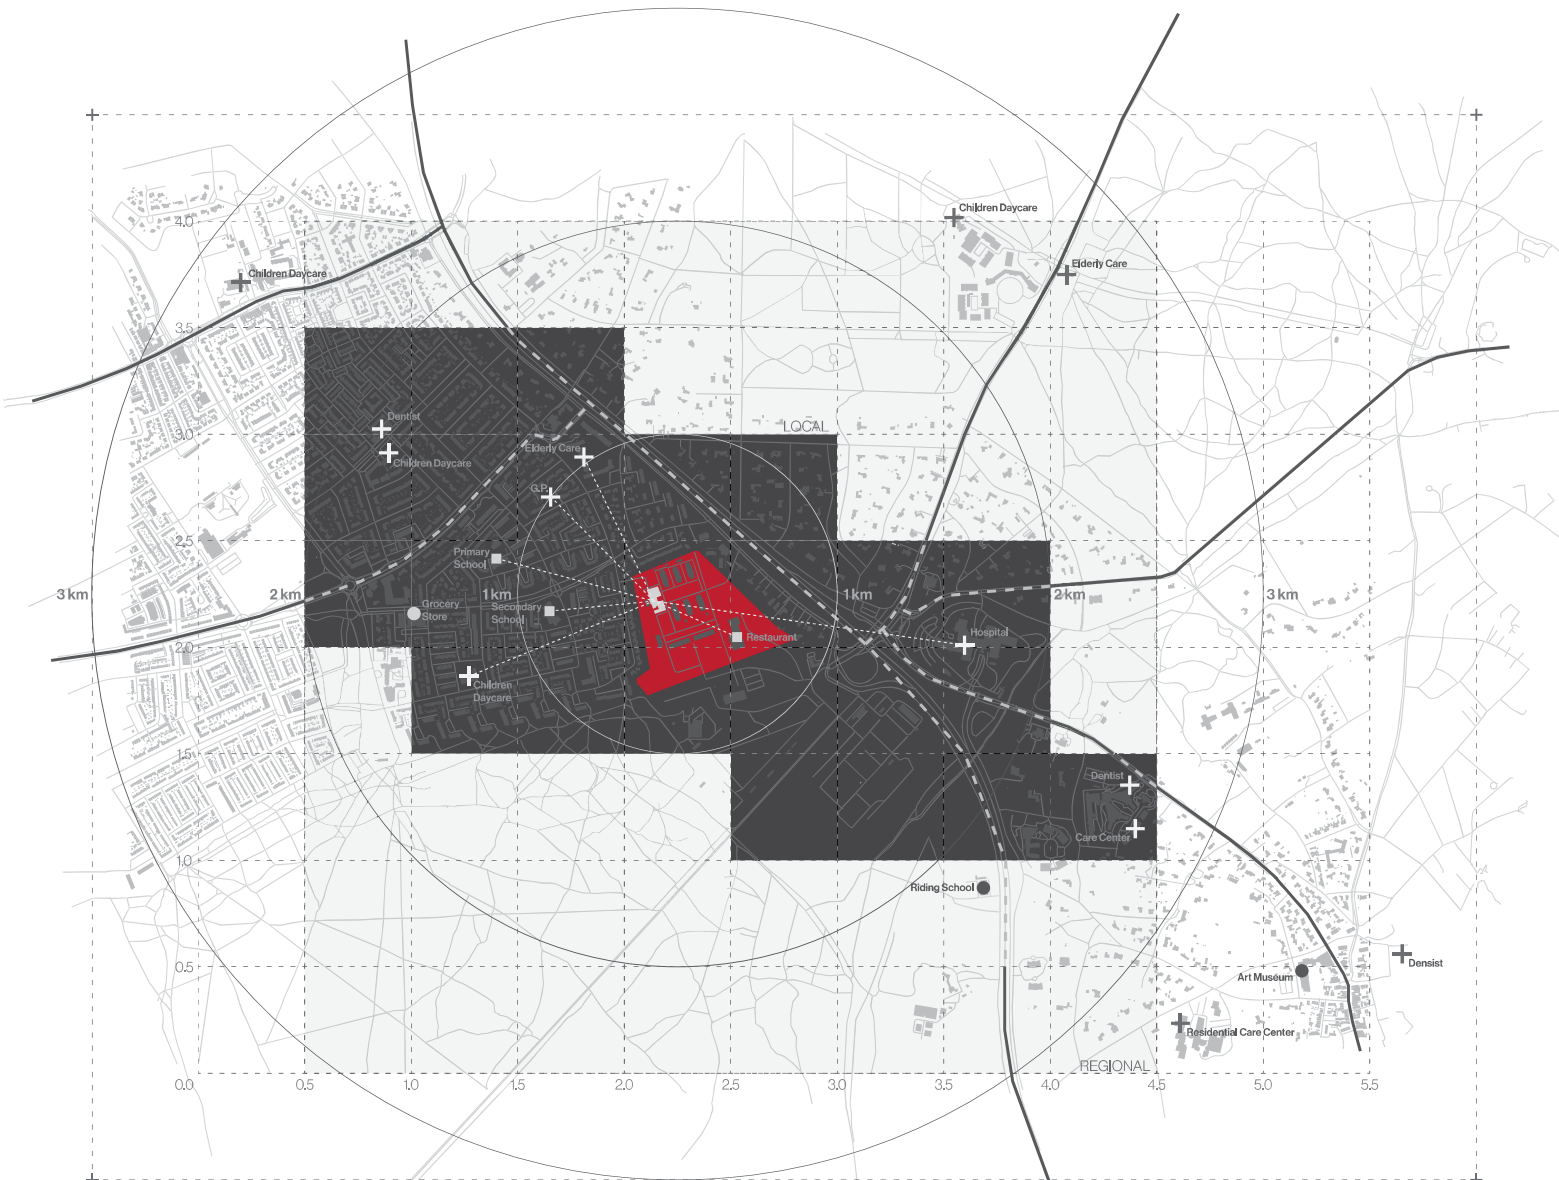 Children Daycare
4.0
Elderly Care
Children Daycare
3.5
Dentist
LOCAL
3.0
Elderly Care
Children Daycare
G.P.
2.5
Primary
School
3 km
2 km
1 km
1 km
2 km
3 km
Grocery
Store
Secondary
School
Restaurant
Hospital
2.0
Children
Daycare
1.5
Dentist
Care Center
1.0
Riding School
0.5
Art Museum
Densist
Residential Care Center
REGIONAL
0.0
0.5
1.0
1.5
2.0
2.5
3.0
3.5
4.0
4.5
5.0
5.5